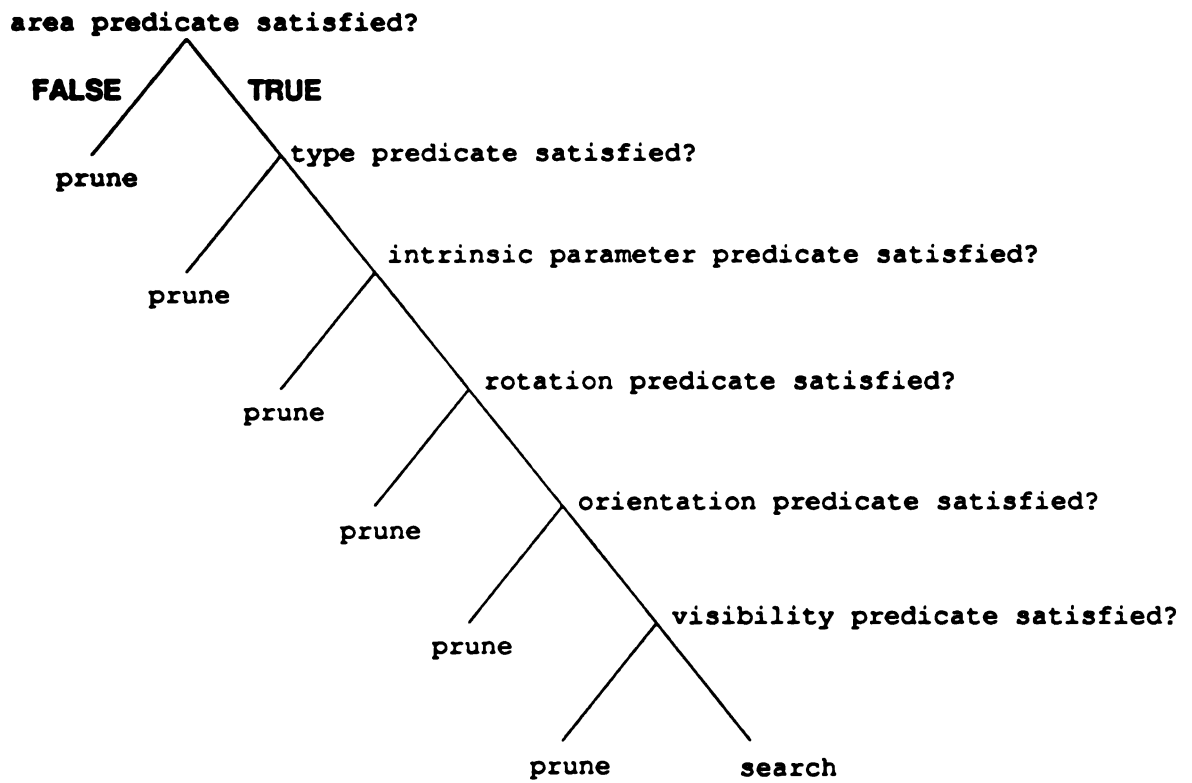 area predicate satisfied?
FALSE TRUE
type predicate satisfied?
prune
intrinsic parameter predicate satisfied?
prune
rotation predicate satisfied?
prune
orientation predicate satisfied?
prune
visibility predicate satisfied?
prune
prune search